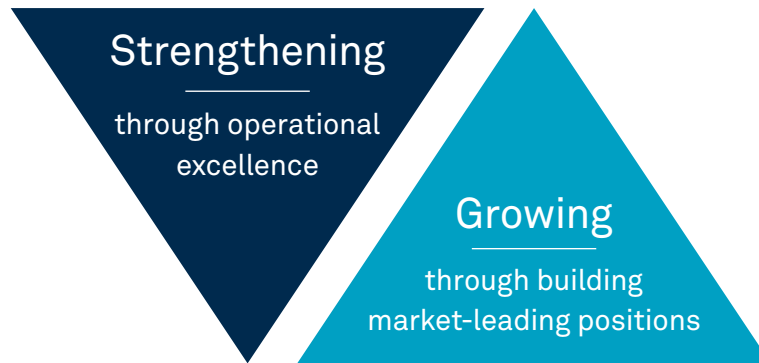 Strengthening
through operational
excellence
Growing
through building
market-leading positions